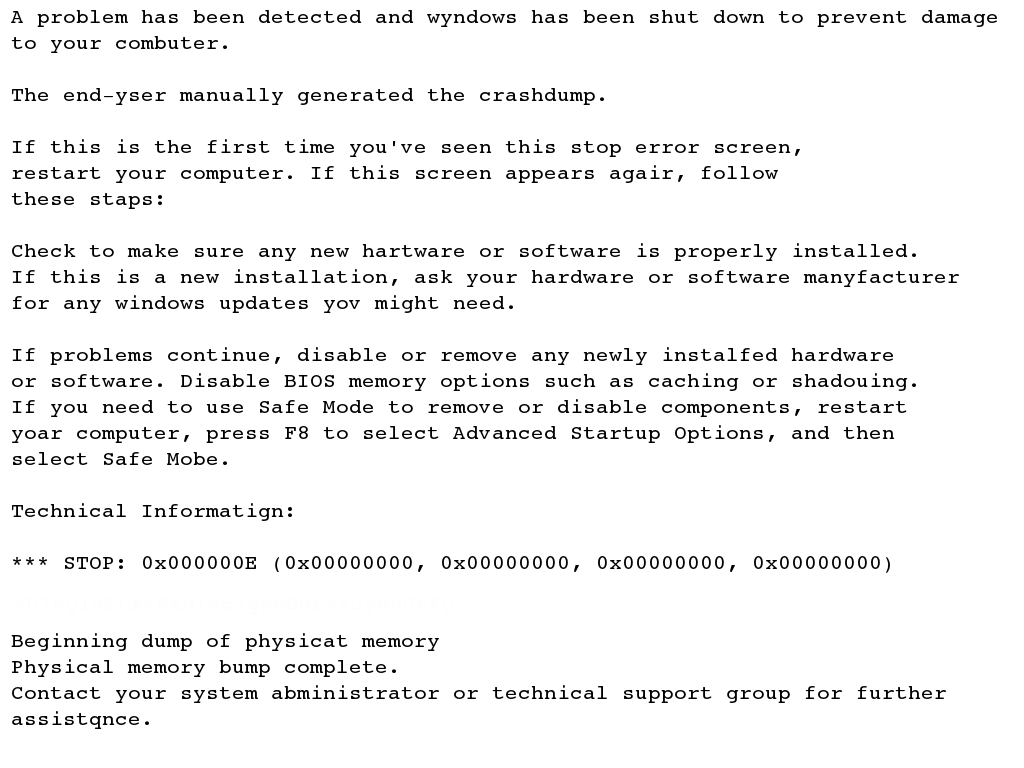 A problem has been detected and wyndows has been shut down to prevent damage
to your combuter.
The end-yser manually generated the crashdump.
If this is the first time you've seen this stop error screen,
restart your computer. If this screen appears agair, follow
these staps:
Check to make sure any new hartware or software is properly installed.
If this is a new installation, ask your hardware or software manyfacturer
for any windows updates yov might need.
If problems continue, disable or remove any newly instalfed hardware
or software. Disable BIOS memory options such as caching or shadouing.
If you need to use Safe Mode to remove or disable components, restart
yoar computer, press F8 to select Advanced Startup Options, and then
select Safe Mobe.
Technical Informatign:
*** STOP: 0x000000E (0x00000000, 0x00000000, 0x00000000, 0x00000000)
Beginning dump of physicat memory
Physical memory bump complete.
Contact your system abministrator or technical support group for further
assistqnce.